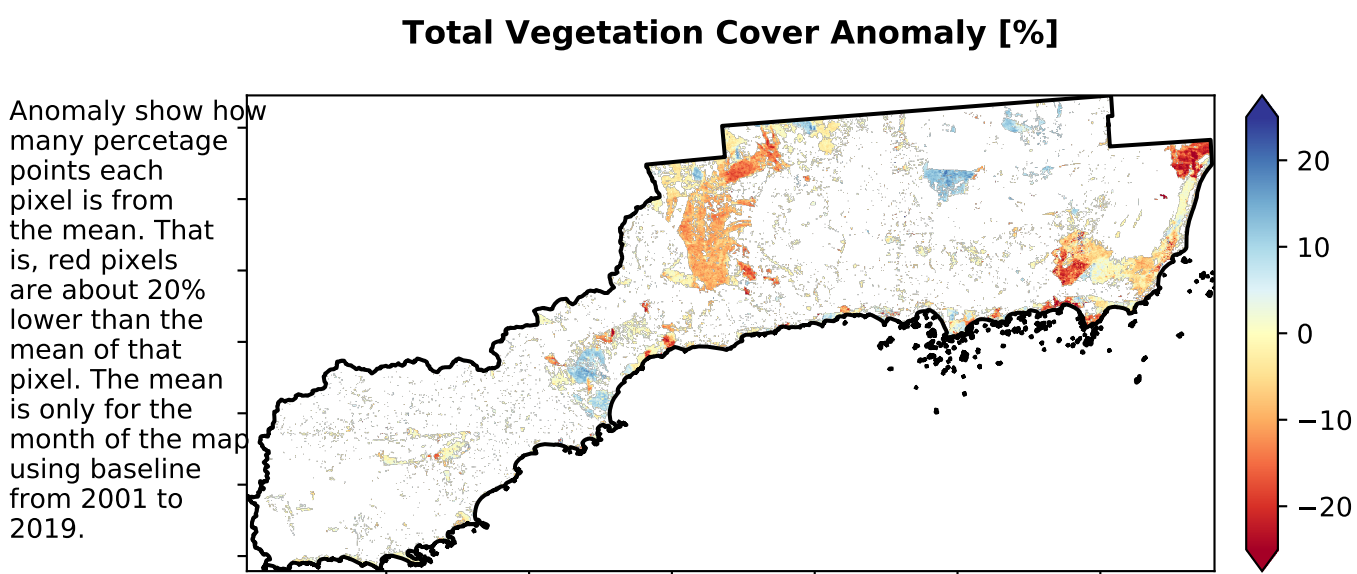 Total Vegetation Cover Anomaly [%]
Anomaly show how
many percetage
points each
pixel is from
the mean. That
is, red pixels
are about 20%
lower than the
mean of that
pixel. The mean
is only for the
month of the map
using baseline
from 2001 to
2019.
20
10
0
−10
−20